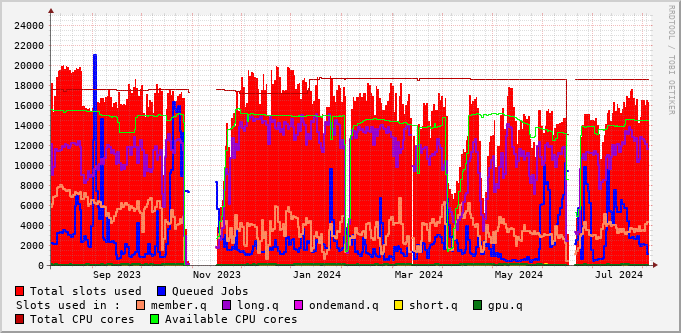 24000
22000
20000
18000
16000
14000
12000
10000
8000
6000
4000
2000
0
Sep 2023 Nov 2023 Jan 2024 Mar 2024 May 2024 Jul 2024
Total slots used Queued Jobs
Slots used in : member.q long.q ondemand.q short.q gpu.q
Total CPU cores Available CPU cores
RRDTOOL / TOBI OETIKER